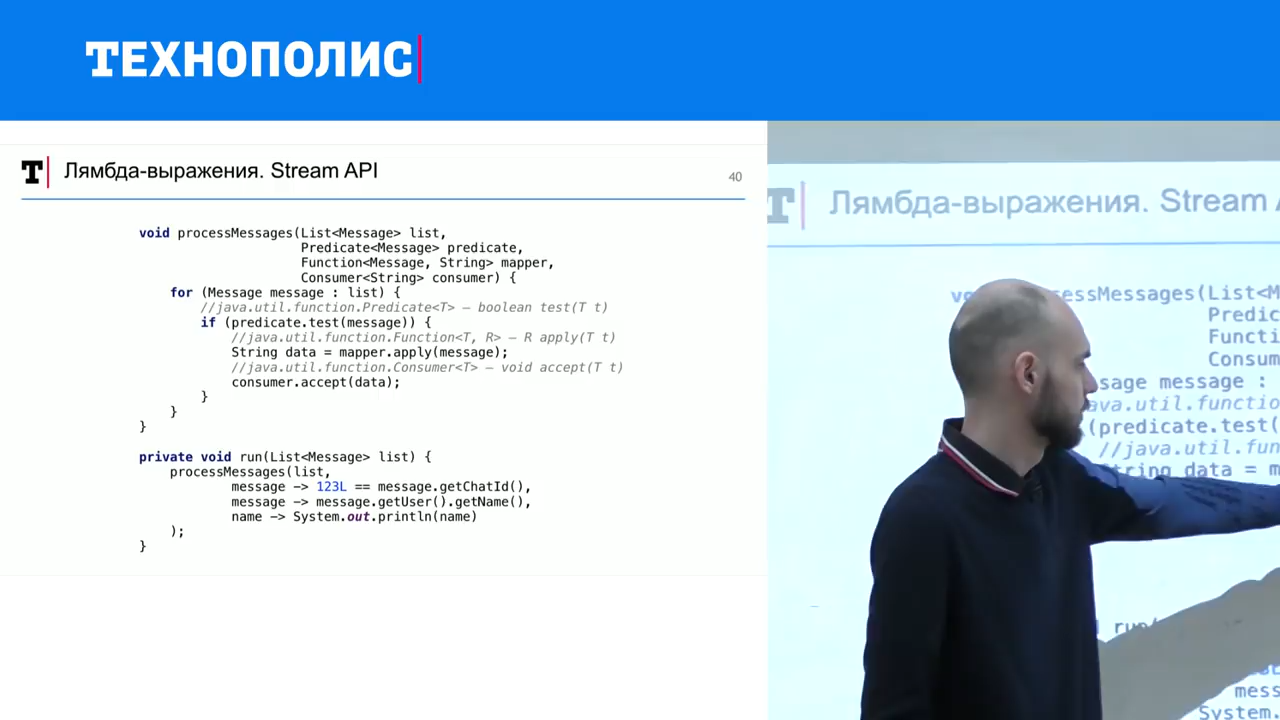 ТЕХНОПОЛИС
T
Лямбда-выражения. Stream API
40
void processMessages(List<Message> list,
Predicate<Message> predicate,
Function<Message, String> mapper,
Consumer<String> consumer) {
for (Message message : list) {
//java.util.function.Predicate<T> – boolean test(T t)
if (predicate.test(message)) {
//java.util.function.Function<T, R> – R apply(T t)
String data = mapper.apply(message);
//java.util.function.Consumer<T> – void accept(T t)
consumer.accept(data);
}
}
}
private void run(List<Message> list) {
processMessages(list,
message -> 123L == message.getChatId(),
message -> message.getUser().getName(),
name -> System.out.println(name)
);
}
T
Лямбда-выражения. Stream
essMessages(List<M
Predic
Functi
Consum
sage message :
ava.util.functio
(predicate.test(
//java.util.fun
tring data = m
run
mess
System.